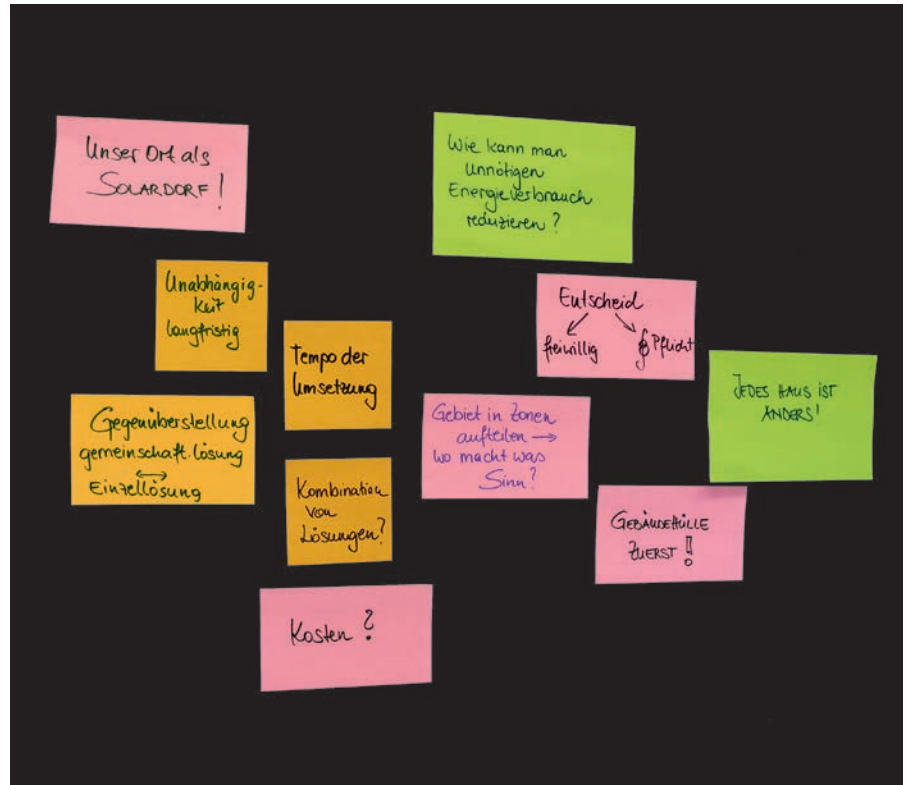 Unser Ort als
SOLARDORF!
Wie kann man
Unnötigen
Energieverbrauch
reduzieren?
Unabhängig-
keit
langfristig
Tempo der
Umsetzung
Entscheid
freiwillig § Pflicht
JEDES HAUS IST
ANDERS!
Gegenüberstellung
gemeinschaft. Lösung
↔
Einzellösung
Gebiet in Zonen
aufteilen →
Wo macht was
Sinn?
Kombination
von
Lösungen?
GEBÄUDEHÜLLE
ZUERST!
Kosten?